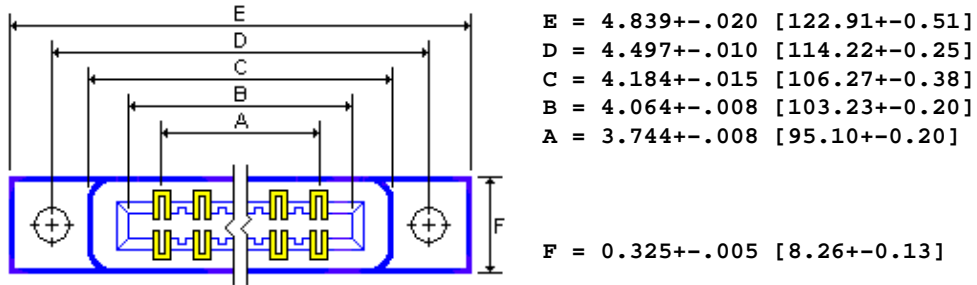 E
D
C
B
A
F
E = 4.839+-.020 [122.91+-0.51]
D = 4.497+-.010 [114.22+-0.25]
C = 4.184+-.015 [106.27+-0.38]
B = 4.064+-.008 [103.23+-0.20]
A = 3.744+-.008 [95.10+-0.20]
F = 0.325+-.005 [8.26+-0.13]